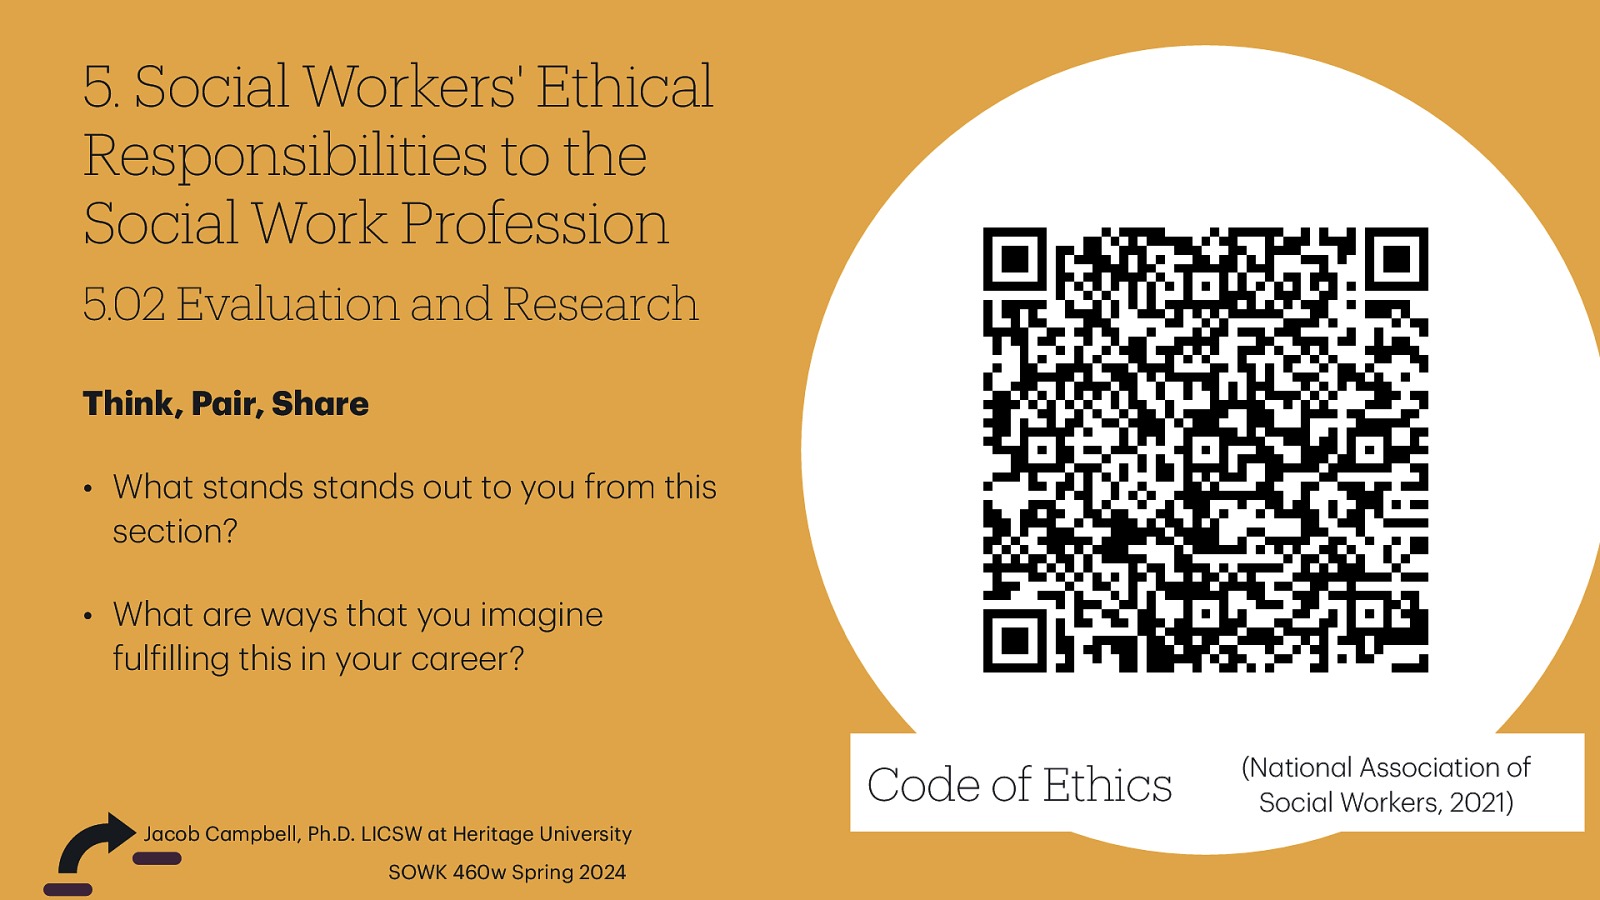 5. Social Workers' Ethical
Responsibilities to the
Social Work Profession
5.02 Evaluation and Research
Think, Pair, Share
• What stands stands out to you from this
section?
• What are ways that you imagine
fulfilling this in your career?
Code of Ethics
(National Association of
Social Workers, 2021)
Jacob Campbell, Ph.D. LICSW at Heritage University
SOWK 460w Spring 2024